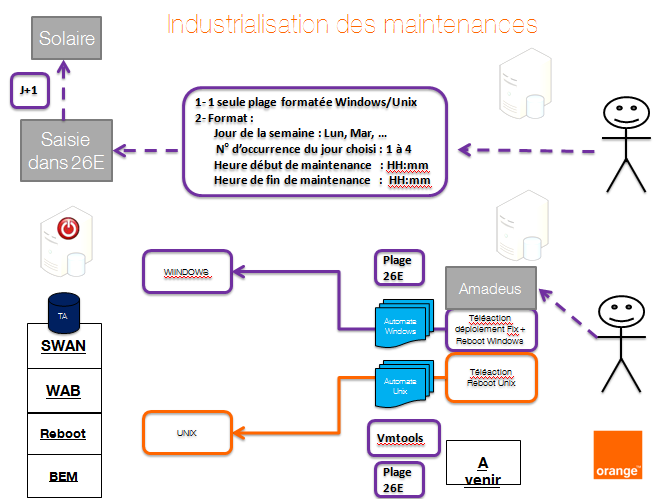 Industrialisation des maintenances
Solaire
J+1
Saisie
dans 26E
1- 1 seule plage formatée Windows/Unix
2- Format :
Jour de la semaine : Lun, Mar, ...
N° d'occurrence du jour choisi : 1 à 4
Heure début de maintenance : HH:mm
Heure de fin de maintenance : HH:mm
WIINDOWS
Plage
26E
Amadeus
TA
Automate
Windows
Téléaction
déploiement Fix +
Reboot Windows
SWAN
WAB
Reboot
BEM
Automate
Unix
Téléaction
Reboot Unix
UNIX
Vmtools
Plage
26E
A
venir
orange™